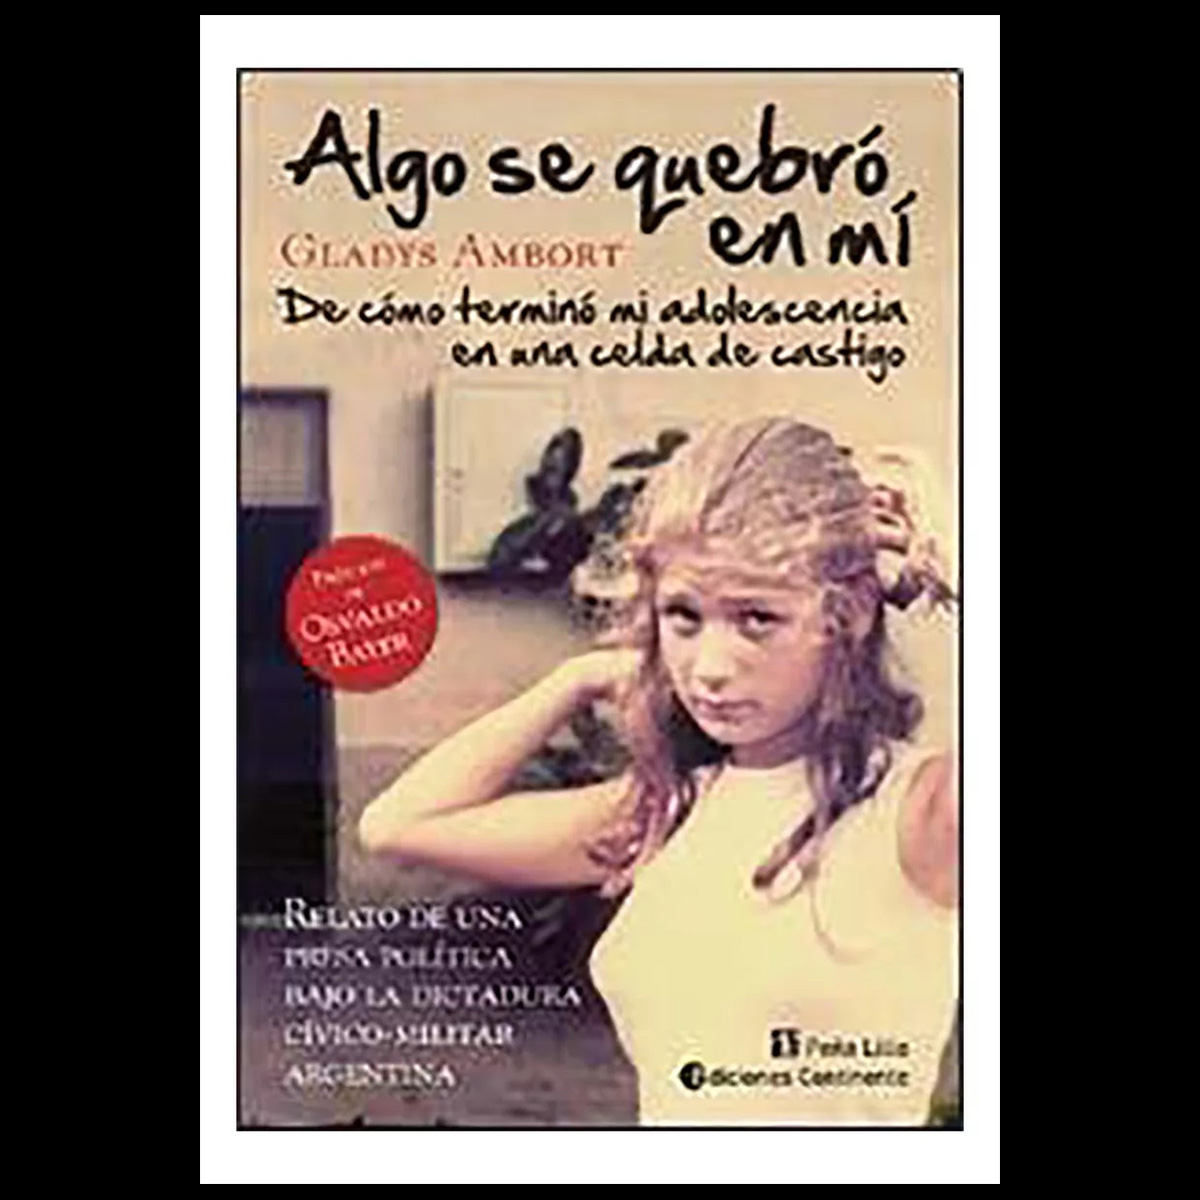 Algo se quebró
en mí
GLADYS AMBORT
De cómo terminó mi adolescencia
en una celda de castigo
OSVALDO
BAYER
RELATO DE UNA
PRESA POLÍTICA
BAJO LA DICTADURA
CÍVICO-MILITAR
ARGENTINA
Peña Lillo
Ediciones Continente